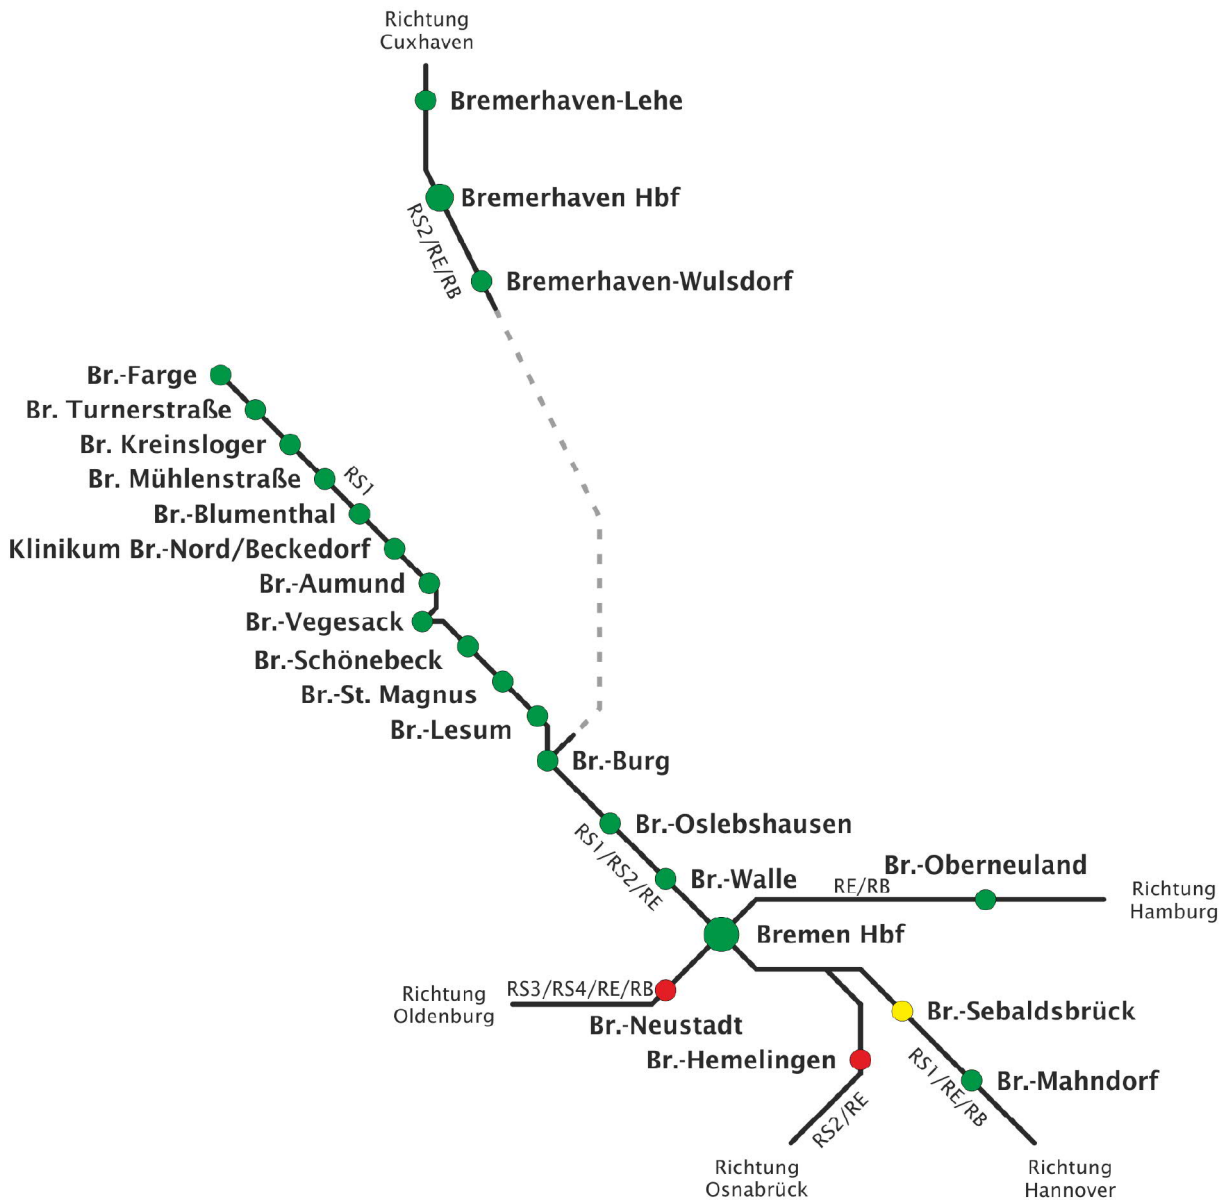 Richtung
Cuxhaven
Bremerhaven-Lehe
Bremerhaven Hbf
RS2/RE/RB
Bremerhaven-Wulsdorf
Br.-Farge
Br. Turnerstraße
Br. Kreinsloger
Br. Mühlenstraße
RS1
Br.-Blumenthal
Klinikum Br.-Nord/Beckedorf
Br.-Aumund
Br.-Vegesack
Br.-Schönebeck
Br.-St. Magnus
Br.-Lesum
Br.-Burg
Br.-Oslebshausen
RS1/RS2/RE
Br.-Walle
Br.-Oberneuland
RE/RB
Richtung
Hamburg
Bremen Hbf
RS3/RS4/RE/RB
Richtung
Oldenburg
Br.-Neustadt
Br.-Sebaldsbrück
Br.-Hemelingen
RS1/RE/RB
Br.-Mahndorf
RS2/RE
Richtung
Osnabrück
Richtung
Hannover